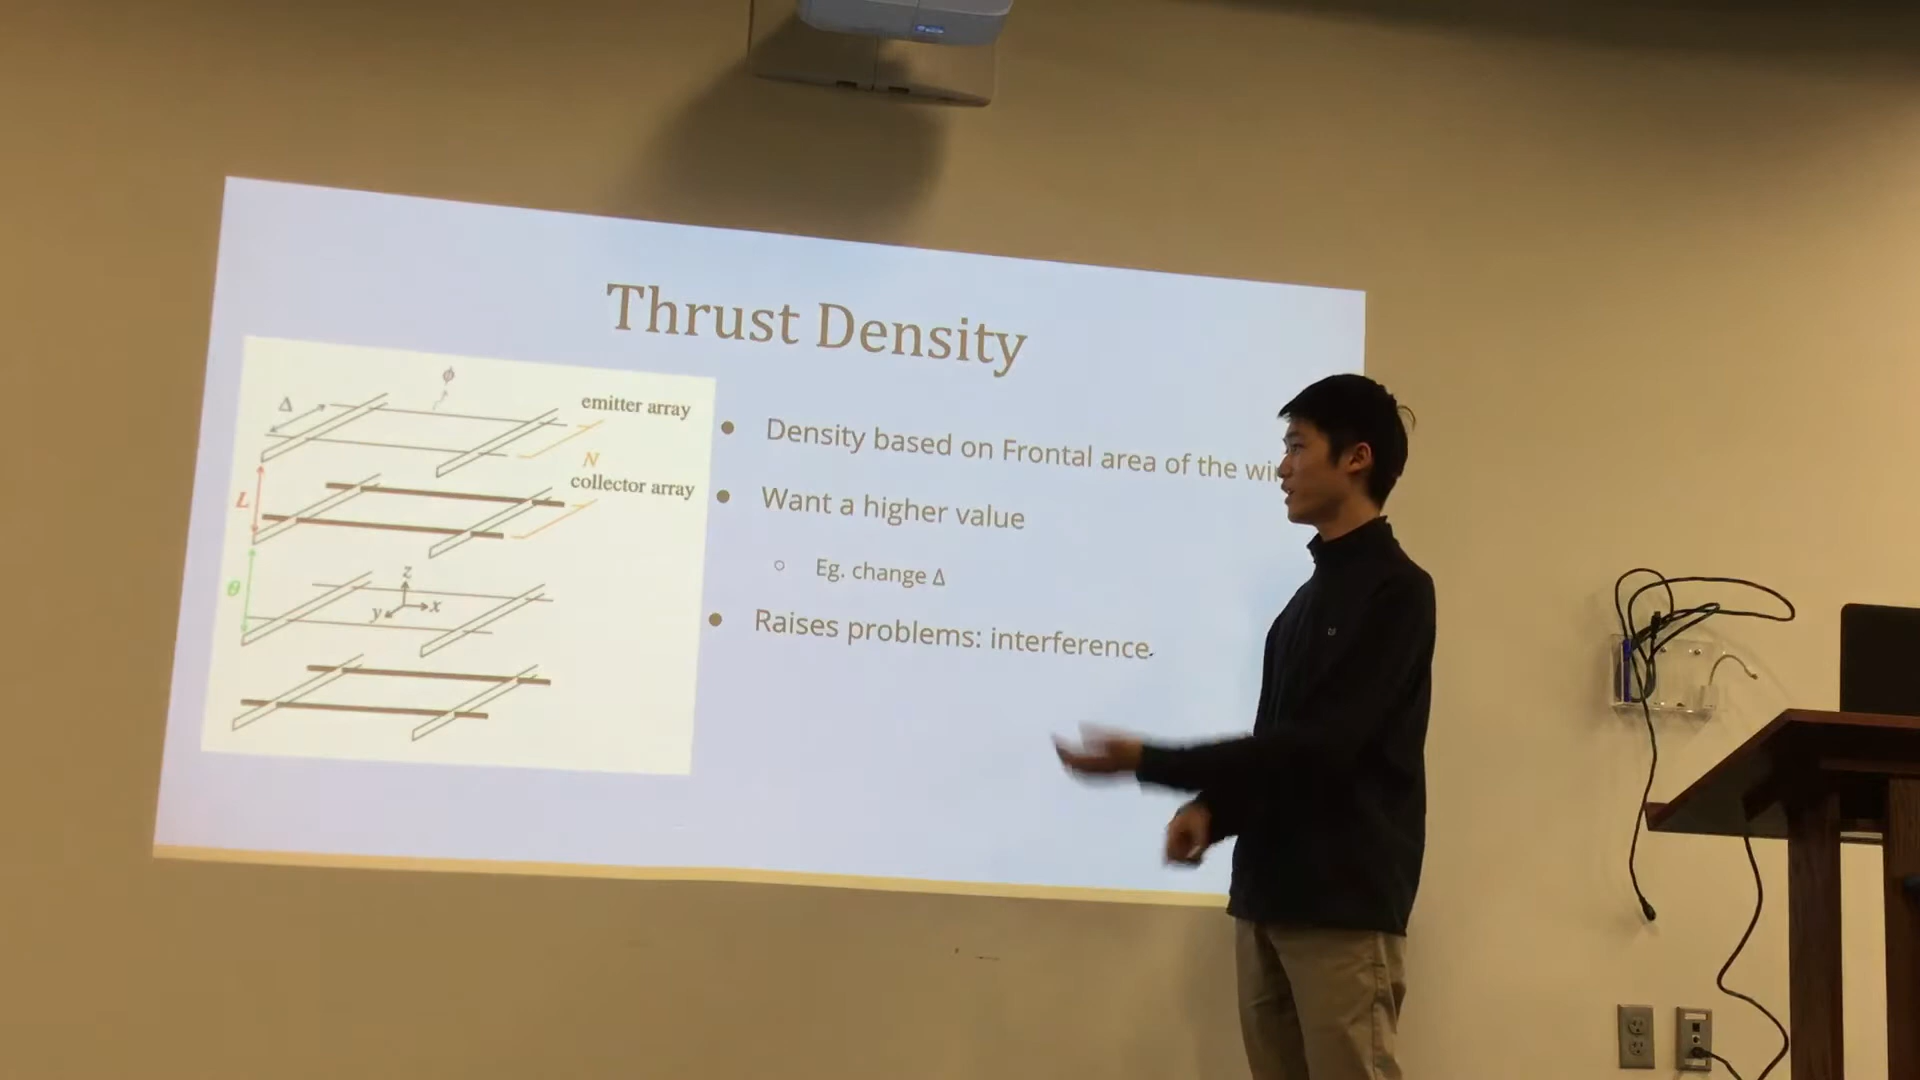 Thrust Density
ϕ
Δ
emitter array
N
collector array
L
z
θ
y
x
● Density based on Frontal area of the
● Want a higher value
○ Eg. change Δ
● Raises problems: interference.